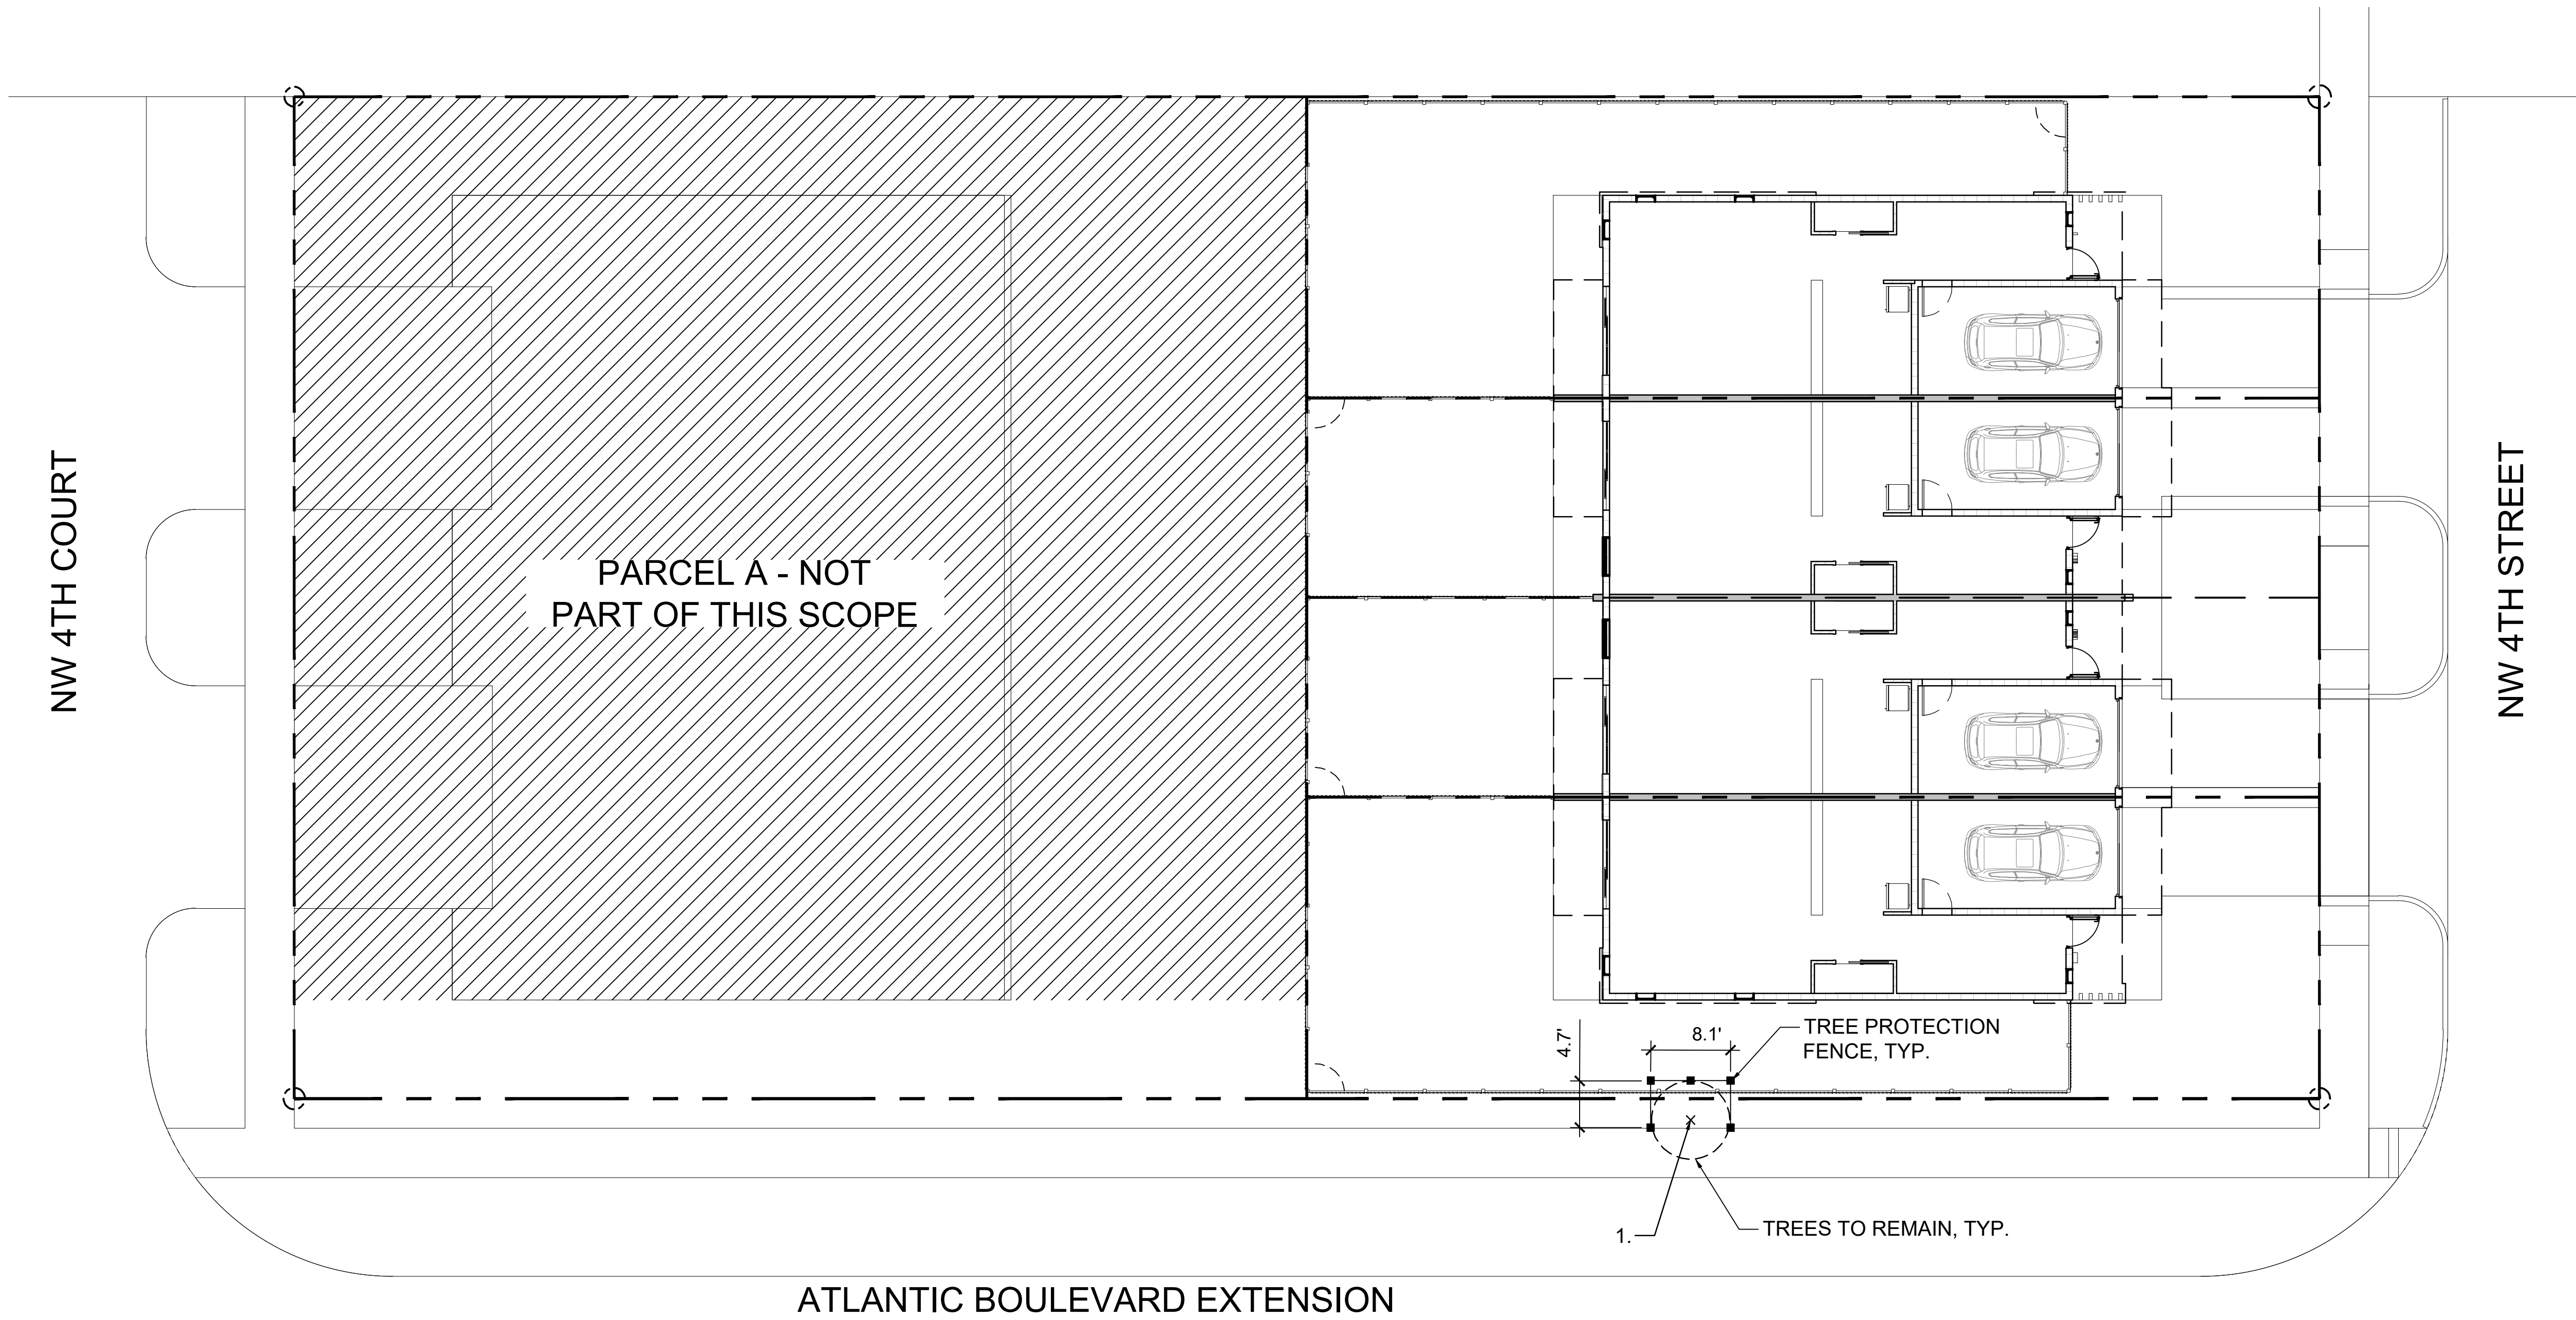 NW 4TH COURT
PARCEL A - NOT
PART OF THIS SCOPE
NW 4TH STREET
4.7'
8.1'
TREE PROTECTION
FENCE, TYP.
1.
TREES TO REMAIN, TYP.
ATLANTIC BOULEVARD EXTENSION